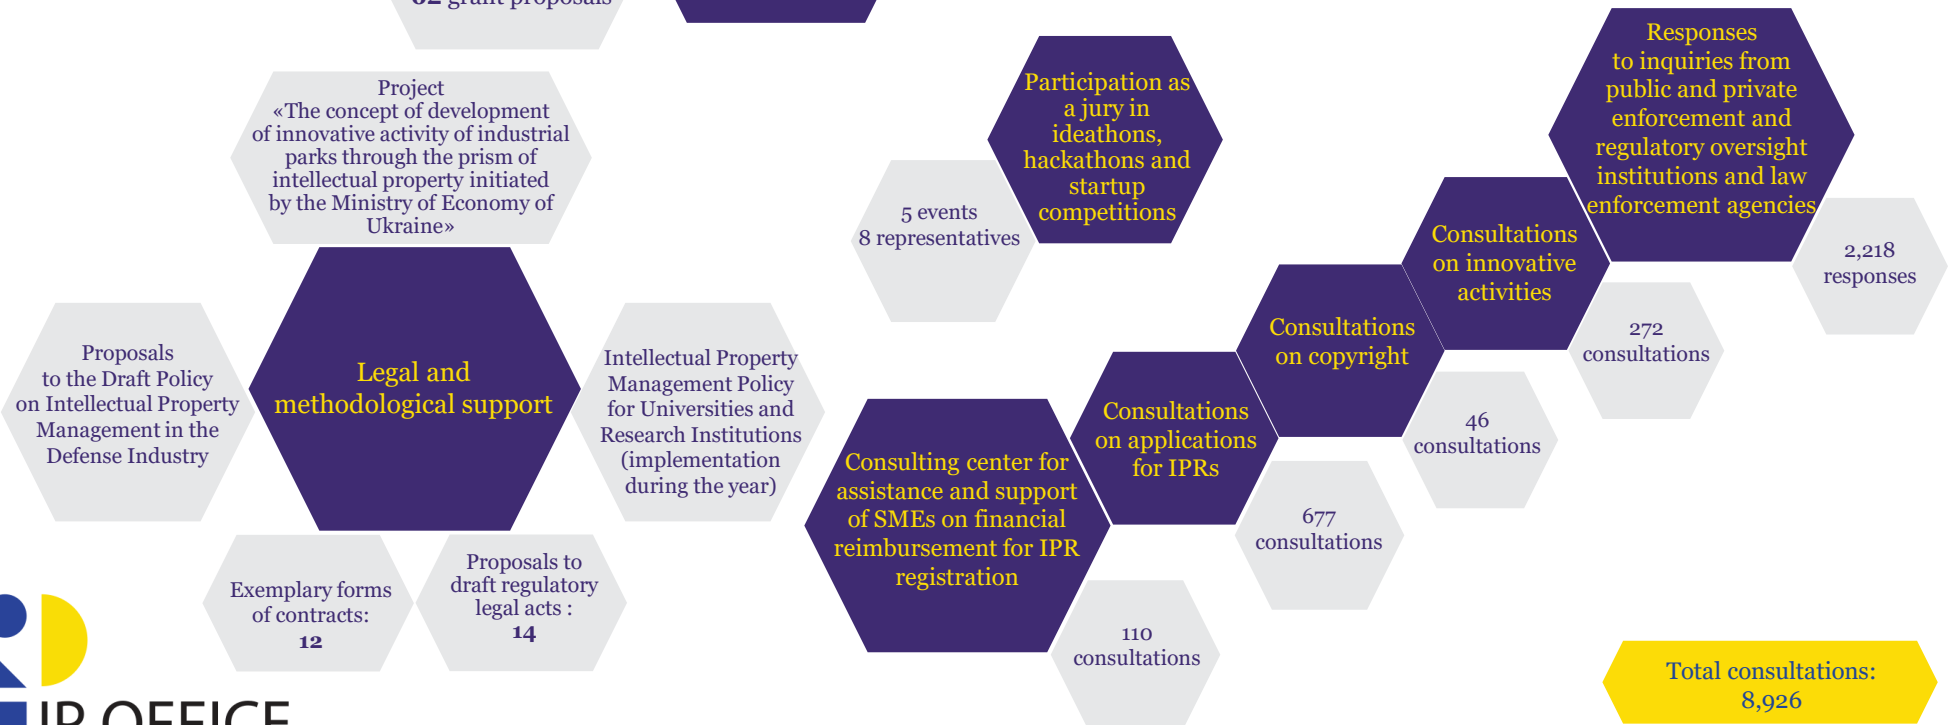 62 grant proposals
Project
«The concept of development
of innovative activity of industrial
parks through the prism of
intellectual property initiated
by the Ministry of Economy of
Ukraine»
Proposals
to the Draft Policy
on Intellectual Property
Management in the
Defense Industry
Legal and
methodological support
Intellectual Property
Management Policy
for Universities and
Research Institutions
(implementation
during the year)
Exemplary forms
of contracts:
12
Proposals to
draft regulatory
legal acts :
14
Participation as
a jury in
ideathons,
hackathons and
startup
competitions
5 events
8 representatives
Responses
to inquiries from
public and private
enforcement and
regulatory oversight
institutions and law
enforcement agencies
2,218
responses
Consultations
on innovative
activities
272
consultations
Consultations
on copyright
46
consultations
Consultations
on applications
for IPRs
677
consultations
Consulting center for
assistance and support
of SMEs on financial
reimbursement for IPR
registration
110
consultations
Total consultations:
8,926
IP OFFICE